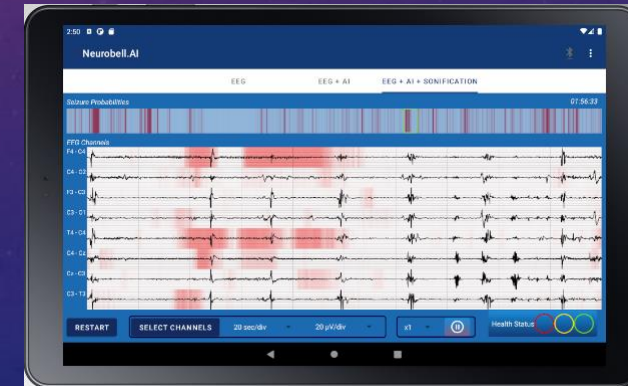 2:50
Neurobell.AI
EEG
EEG + AI
EEG + AI + SONIFICATION
Seizure Probabilities
01:56:33
EEG Channels
F4 - C4
C4 - O2
F3 - C3
C3 - O1
T4 - C4
C4 - Cz
Cz - C3
C3 - T3
RESTART
SELECT CHANNELS
20 sec/div
20 µV/div
x1
Health Status